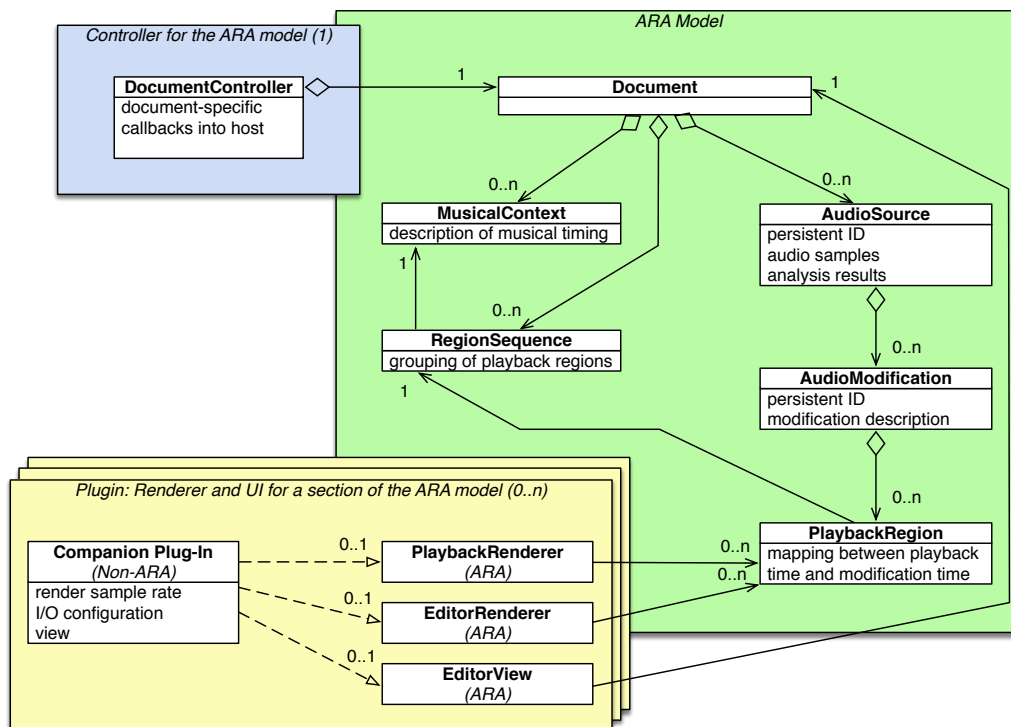 ARA Model
Controller for the ARA model (1)
DocumentController
document-specific
callbacks into host
1
Document
1
0..n
0..n
MusicalContext
description of musical timing
AudioSource
persistent ID
audio samples
analysis results
1
0..n
RegionSequence
grouping of playback regions
0..n
1
AudioModification
persistent ID
modification description
0..n
Plugin: Renderer and UI for a section of the ARA model (0..n)
Companion Plug-In
(Non-ARA)
render sample rate
I/O configuration
view
0..1
PlaybackRenderer
(ARA)
0..n
PlaybackRegion
mapping between playback
time and modification time
0..n
0..1
EditorRenderer
(ARA)
0..1
EditorView
(ARA)